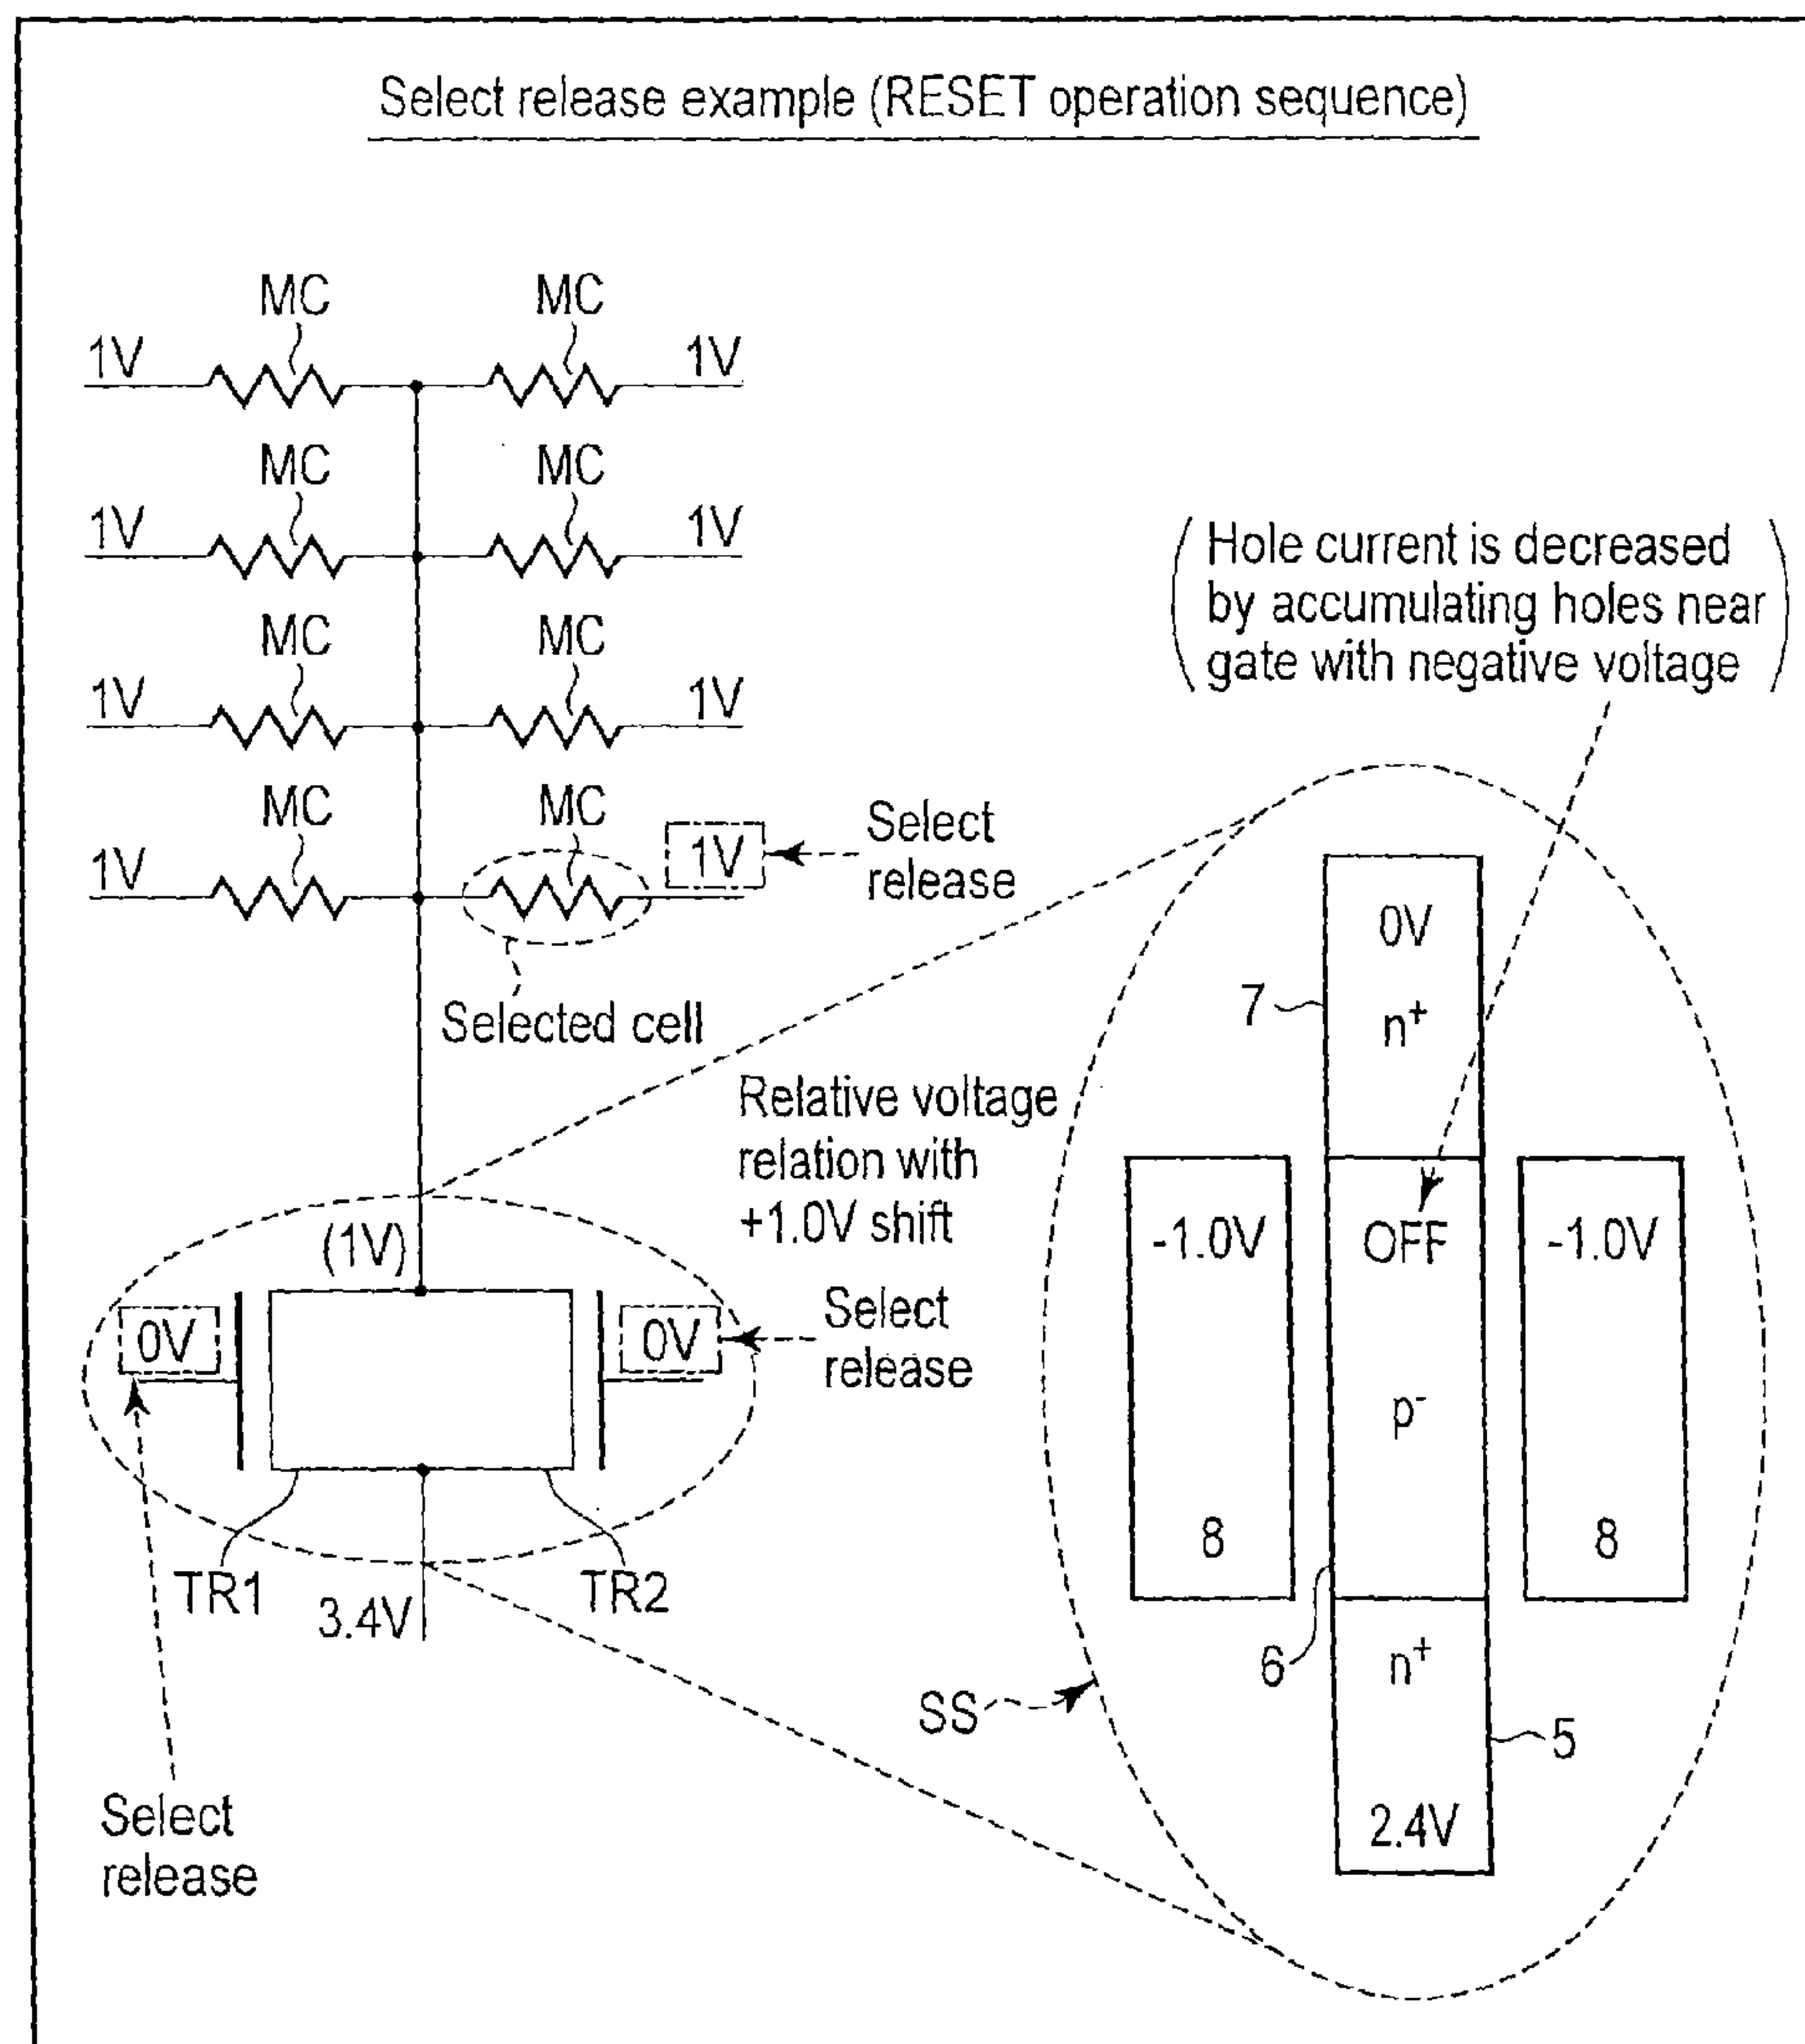 Select release example (RESET operation sequence)
MC MC
1V 1V
MC MC
1V 1V
MC MC
1V 1V
MC MC
1V 1V
Select
release
Selected cell
Relative voltage
relation with
+1.0V shift
(1V)
0V 0V
Select
release
TR1 TR2
3.4V
Select
release
( Hole current is decreased
by accumulating holes near
gate with negative voltage )
0V
7
n+
-1.0V OFF -1.0V
p-
8 8
6
n+
SS
5
2.4V